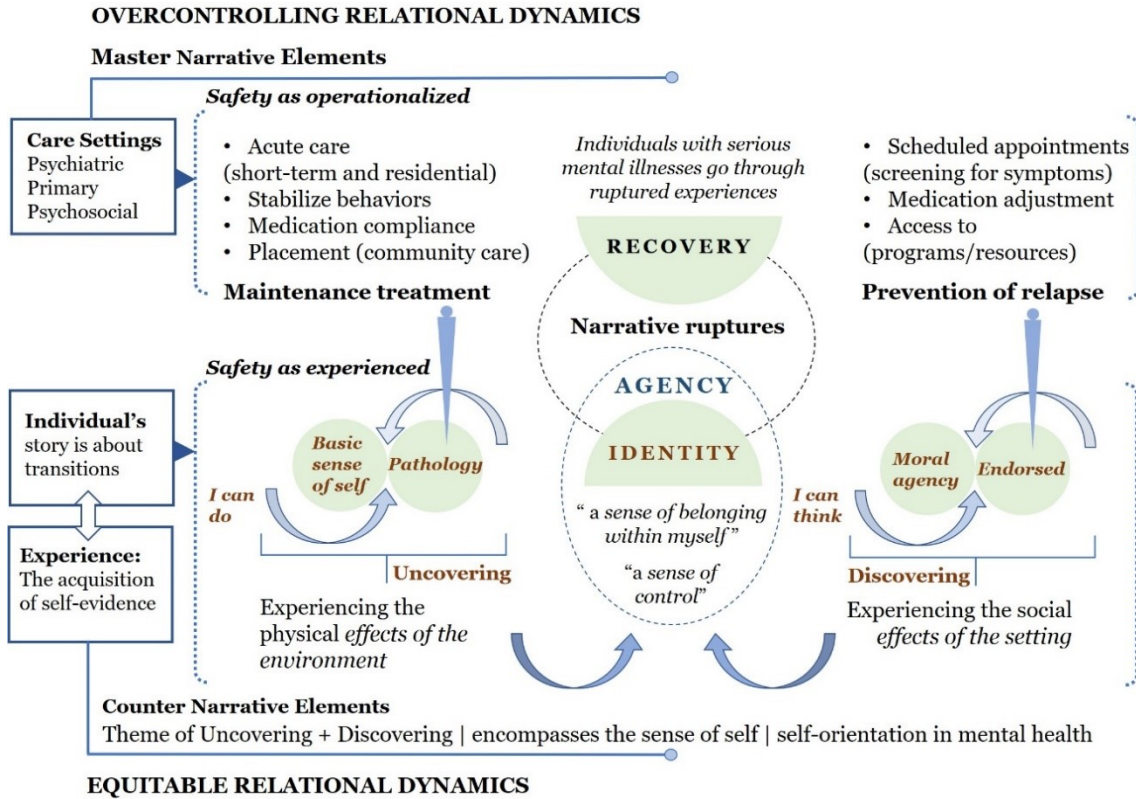 OVERCONTROLLING RELATIONAL DYNAMICS
Master Narrative Elements
Safety as operationalized
Care Settings
Psychiatric
Primary
Psychosocial
• Acute care
(short-term and residential)
• Stabilize behaviors
• Medication compliance
• Placement (community care)
Maintenance treatment
Individuals with serious
mental illnesses go through
ruptured experiences
RECOVERY
Narrative ruptures
• Scheduled appointments
(screening for symptoms)
• Medication adjustment
• Access to
(programs/resources)
Prevention of relapse
Safety as experienced
Individual's
story is about
transitions
Experience:
The acquisition
of self-evidence
Basic
sense
of self
Pathology
I can
do
Uncovering
Experiencing the
physical effects of the
environment
AGENCY
IDENTITY
“ a sense of belonging
within myself ”
“a sense of
control”
Moral
agency
Endorsed
I can
think
Discovering
Experiencing the social
effects of the setting
Counter Narrative Elements
Theme of Uncovering + Discovering | encompasses the sense of self | self-orientation in mental health
EQUITABLE RELATIONAL DYNAMICS